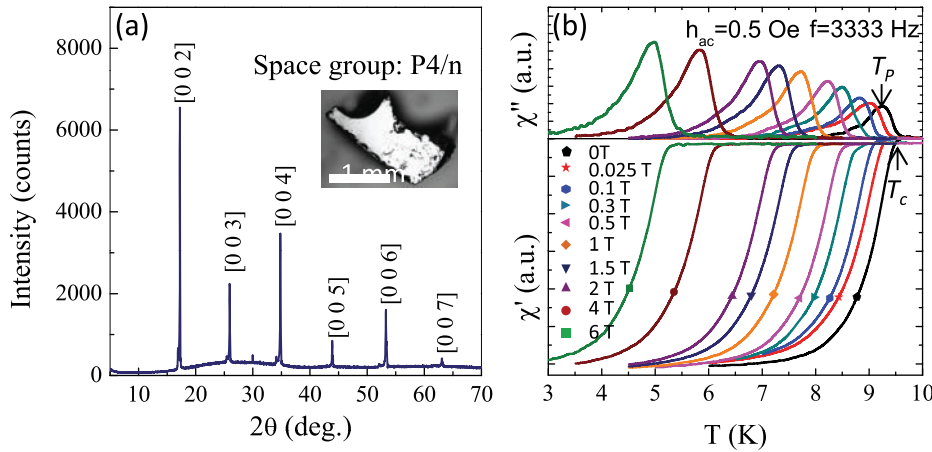 (a)
Space group: P4/n
1 mm
[0 0 2]
[0 0 3]
[0 0 4]
[0 0 5]
[0 0 6]
[0 0 7]
Intensity (counts)
8000
6000
4000
2000
0
10 20 30 40 50 60 70
2θ (deg.)
(b)
h_ac=0.5 Oe f=3333 Hz
χ'' (a.u.)
T_P
T_c
0T
0.025 T
0.1 T
0.3 T
0.5 T
1 T
1.5 T
2 T
4 T
6 T
χ' (a.u.)
3 4 5 6 7 8 9 10
T (K)